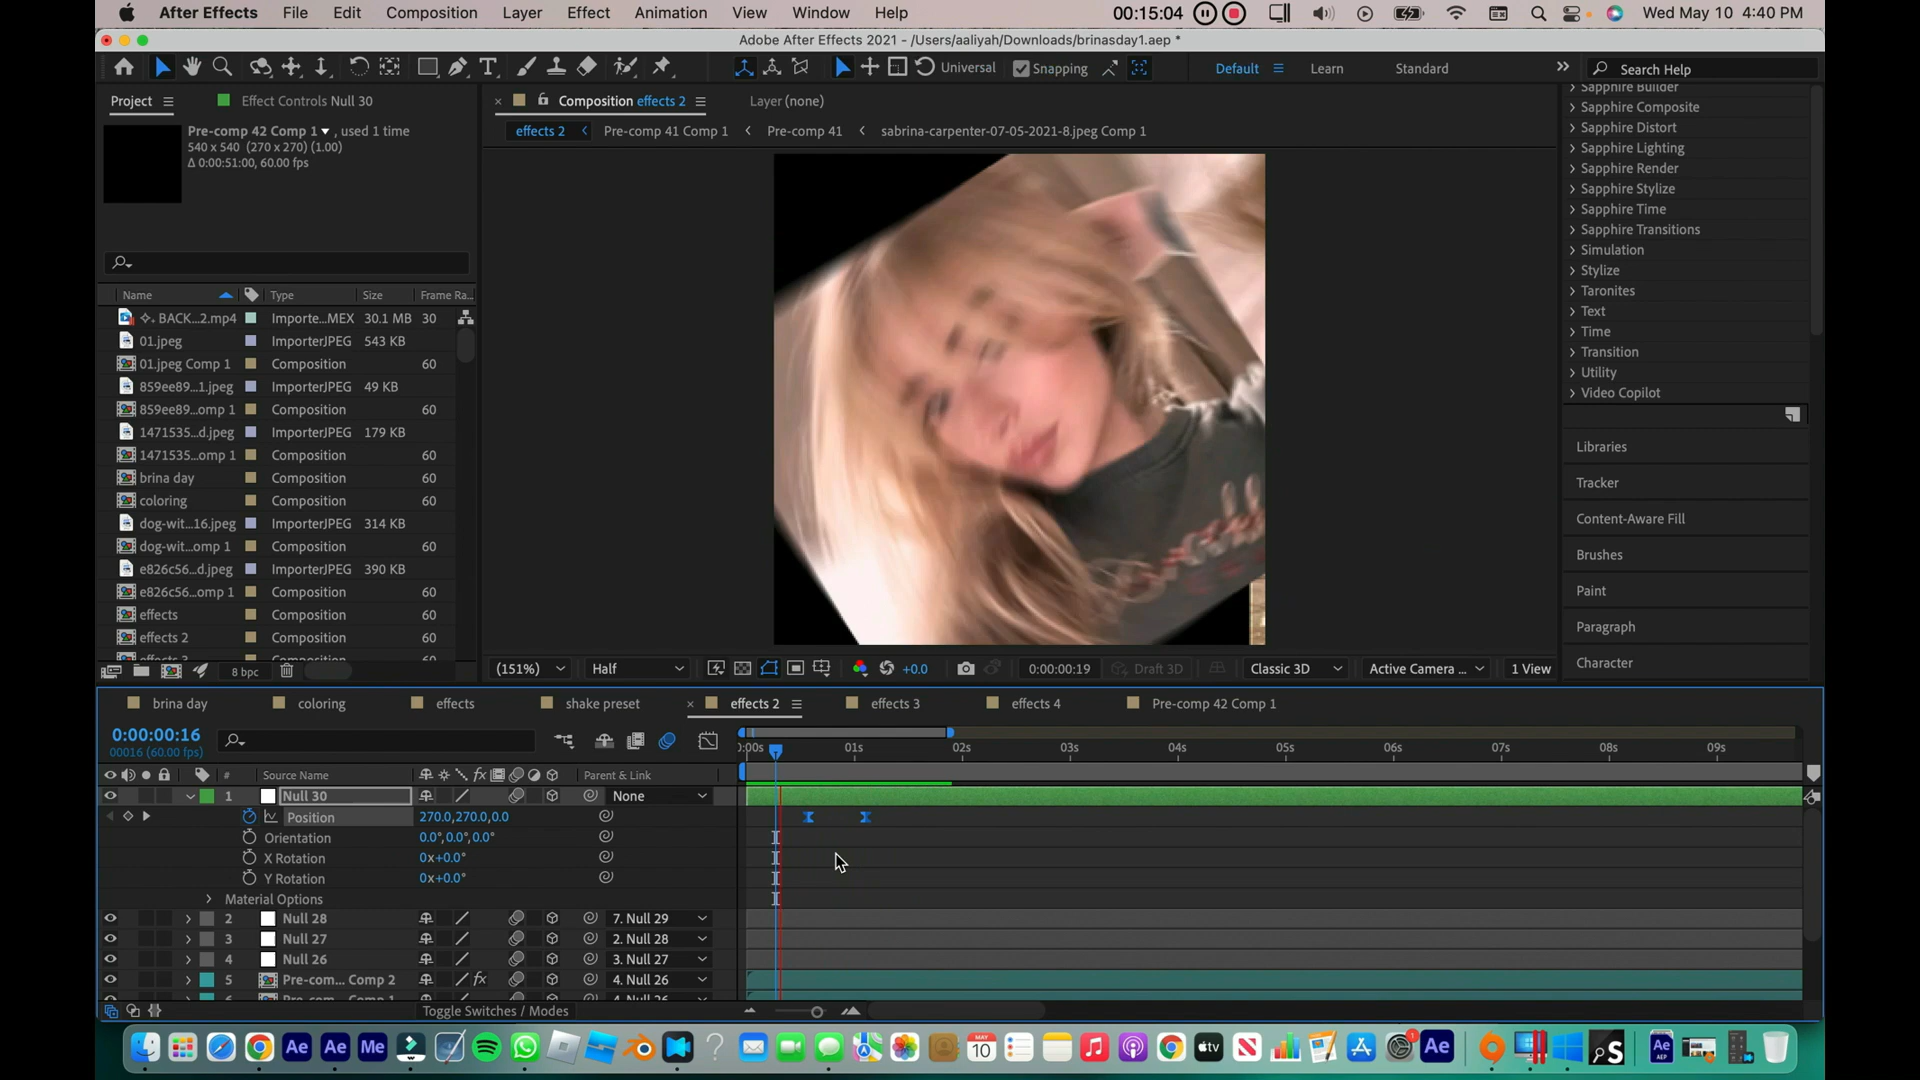 After Effects File Edit Composition Layer Effect Animation View Window Help 00:15:04 Wed May 10 4:40 PM
Adobe After Effects 2021 - /Users/aaliyah/Downloads/brinasday1.aep *
Universal Snapping Default Learn Standard Search Help
Project Effect Controls Null 30 Composition effects 2 Layer (none)
Pre-comp 42 Comp 1 , used 1 time
540 x 540 (270 x 270) (1.00)
Δ 0:00:51:00, 60.00 fps
effects 2 Pre-comp 41 Comp 1 Pre-comp 41 sabrina-carpenter-07-05-2021-8.jpeg Comp 1
Name Type Size Frame Ra...
BACK...2.mp4 Importe...MEX 30.1 MB 30
01.jpeg ImporterJPEG 543 KB
01.jpeg Comp 1 Composition 60
859ee89...1.jpeg ImporterJPEG 49 KB
859ee89...omp 1 Composition 60
1471535...d.jpeg ImporterJPEG 179 KB
1471535...omp 1 Composition 60
brina day Composition 60
coloring Composition 60
dog-wit...16.jpeg ImporterJPEG 314 KB
dog-wit...omp 1 Composition 60
e826c56...d.jpeg ImporterJPEG 390 KB
e826c56...omp 1 Composition 60
effects Composition 60
effects 2 Composition 60
8 bpc
Sapphire Builder
Sapphire Composite
Sapphire Distort
Sapphire Lighting
Sapphire Render
Sapphire Stylize
Sapphire Time
Sapphire Transitions
Simulation
Stylize
Taronites
Text
Time
Transition
Utility
Video Copilot
Libraries
Tracker
Content-Aware Fill
Brushes
Paint
Paragraph
Character
(151%) Half +0.0 0:00:00:19 Draft 3D Classic 3D Active Camera ... 1 View
brina day coloring effects shake preset effects 2 effects 3 effects 4 Pre-comp 42 Comp 1
0:00:00:16
00016 (60.00 fps)
:00s 01s 02s 03s 04s 05s 06s 07s 08s 09s
# Source Name fx Parent & Link
1 Null 30 None
Position 270.0,270.0,0.0
Orientation 0.0°,0.0°,0.0°
X Rotation 0x+0.0°
Y Rotation 0x+0.0°
Material Options
2 Null 28 7. Null 29
3 Null 27 2. Null 28
4 Null 26 3. Null 27
5 Pre-com... Comp 2 fx 4. Null 26
Toggle Switches / Modes
Ae Ae Me MAY 10 tv Ae Ae